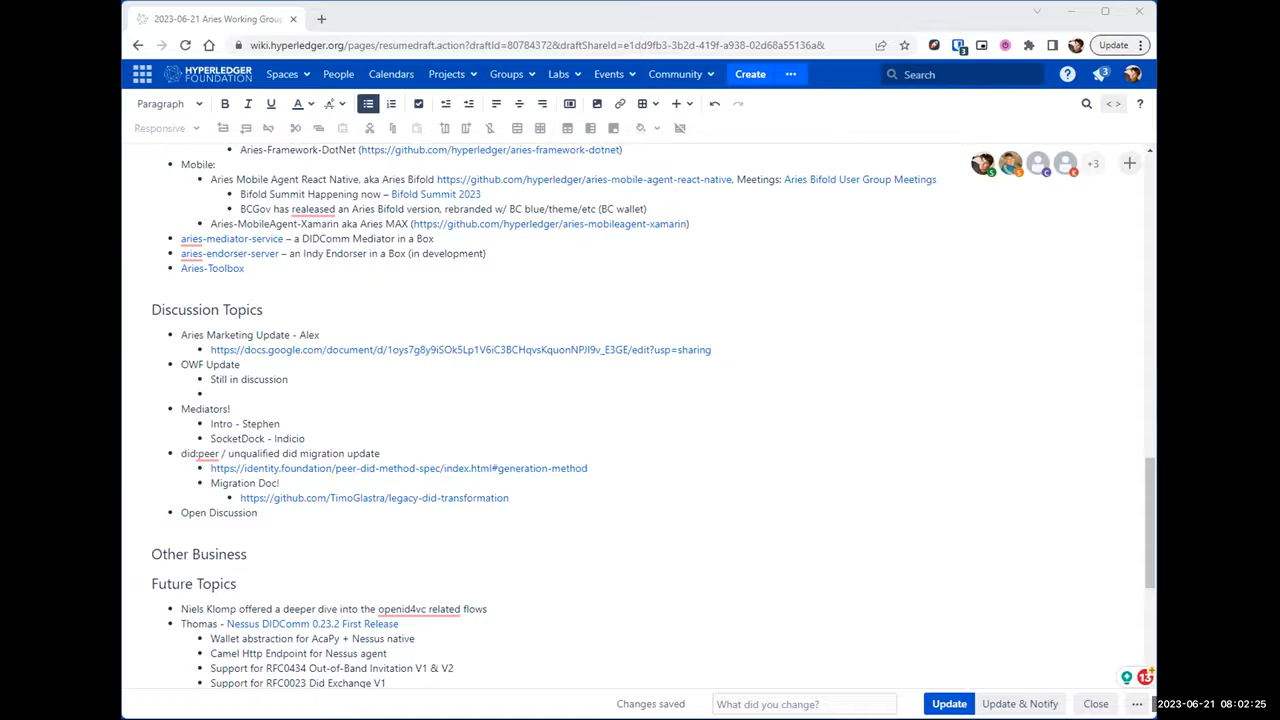 2023-06-21 Aries Working Grou
wiki.hyperledger.org/pages/resumedraft.action?draftId=80784372&draftShareId=e1dd9fb3-3b2d-419f-a938-02d68a55136a&
Update
HYPERLEDGER FOUNDATION
Spaces People Calendars Projects Groups Labs Events Community Create ••• Search
Paragraph B I U A
Responsive
Aries-Framework-DotNet (https://github.com/hyperledger/aries-framework-dotnet)
Mobile:
+3
Aries Mobile Agent React Native, aka Aries Bifold https://github.com/hyperledger/aries-mobile-agent-react-native, Meetings: Aries Bifold User Group Meetings
Bifold Summit Happening now – Bifold Summit 2023
BCGov has realeased an Aries Bifold version, rebranded w/ BC blue/theme/etc (BC wallet)
Aries-MobileAgent-Xamarin aka Aries MAX (https://github.com/hyperledger/aries-mobileagent-xamarin)
aries-mediator-service – a DIDComm Mediator in a Box
aries-endorser-server – an Indy Endorser in a Box (in development)
Aries-Toolbox
Discussion Topics
Aries Marketing Update - Alex
https://docs.google.com/document/d/1oys7g8y9iSOk5Lp1V6iC3BCHqvsKquonNPJI9v_E3GE/edit?usp=sharing
OWF Update
Still in discussion
Mediators!
Intro - Stephen
SocketDock - Indicio
did:peer / unqualified did migration update
https://identity.foundation/peer-did-method-spec/index.html#generation-method
Migration Doc!
https://github.com/TimoGlastra/legacy-did-transformation
Open Discussion
Other Business
Future Topics
Niels Klomp offered a deeper dive into the openid4vc related flows
Thomas - Nessus DIDComm 0.23.2 First Release
Wallet abstraction for AcaPy + Nessus native
Camel Http Endpoint for Nessus agent
Support for RFC0434 Out-of-Band Invitation V1 & V2
Support for RFC0023 Did Exchange V1
13
Changes saved What did you change? Update Update & Notify Close •••
2023-06-21 08:02:25